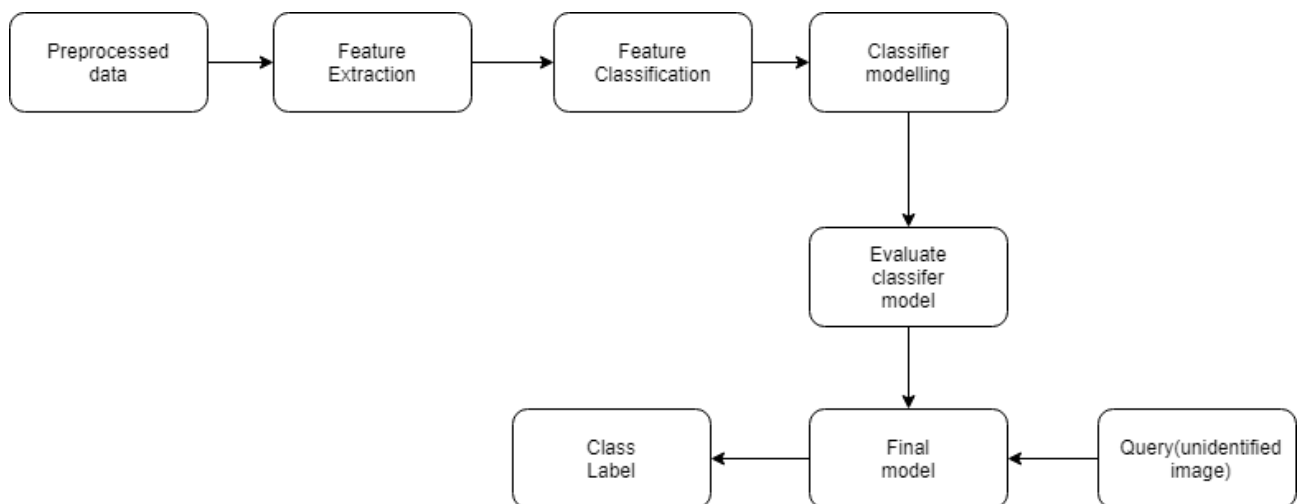 Preprocessed
data
Feature
Extraction
Feature
Classification
Classifier
modelling
Evaluate
classifer
model
Class
Label
Final
model
Query(unidentified
image)